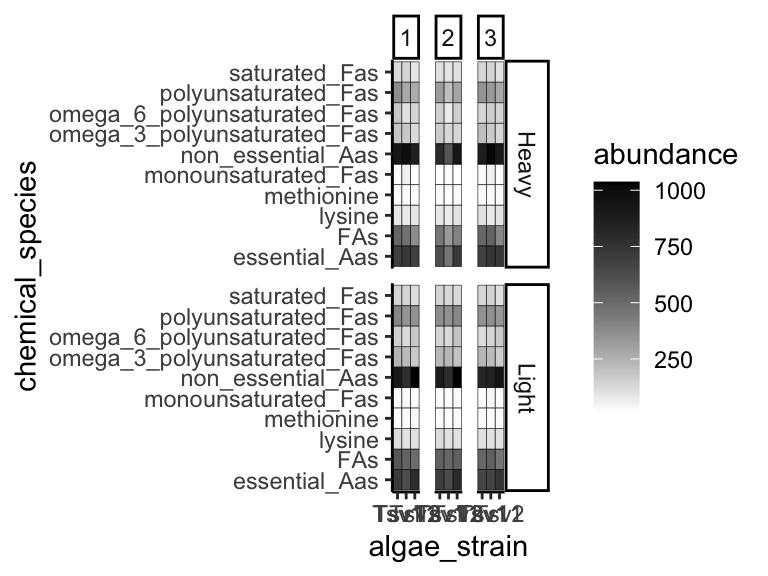 1 2 3
saturated_Fas
polyunsaturated_Fas
omega_6_polyunsaturated_Fas
omega_3_polyunsaturated_Fas
non_essential_Aas
monounsaturated_Fas
methionine
lysine
FAs
essential_Aas
Heavy
saturated_Fas
polyunsaturated_Fas
omega_6_polyunsaturated_Fas
omega_3_polyunsaturated_Fas
non_essential_Aas
monounsaturated_Fas
methionine
lysine
FAs
essential_Aas
Light
chemical_species
algae_strain
abundance
1000
750
500
250